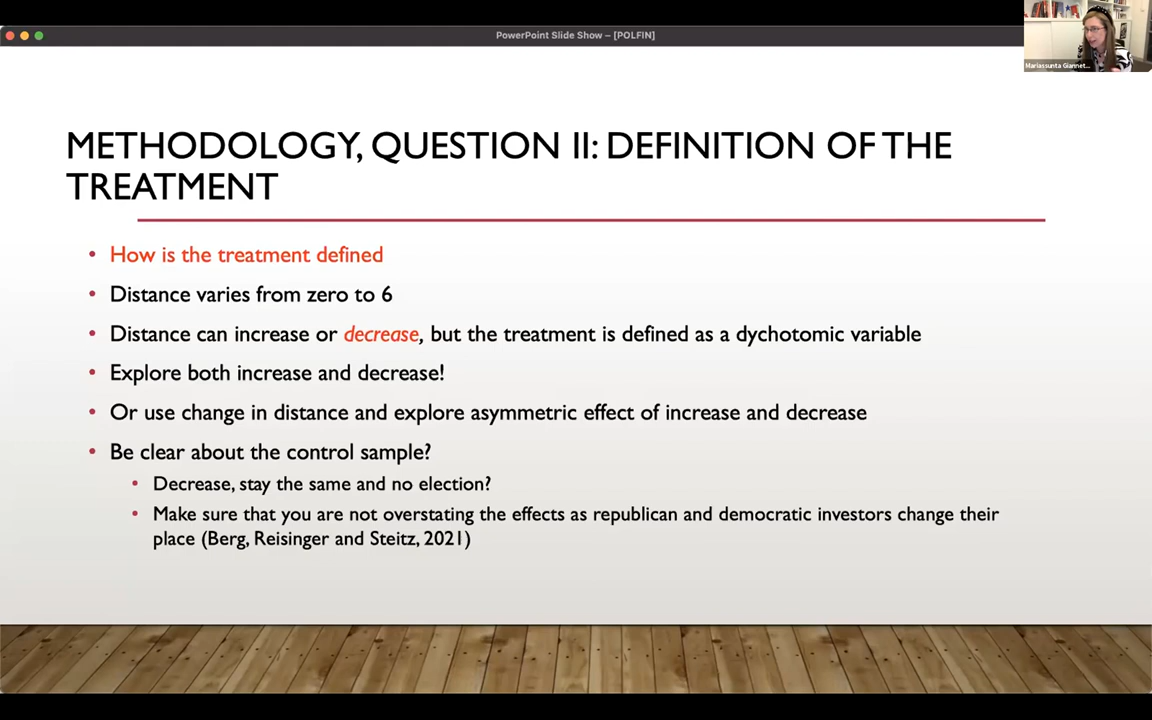 PowerPoint Slide Show – [POLFIN]
Mariassunta Giannet...
METHODOLOGY, QUESTION II: DEFINITION OF THE
TREATMENT
• How is the treatment defined
• Distance varies from zero to 6
• Distance can increase or decrease, but the treatment is defined as a dychotomic variable
• Explore both increase and decrease!
• Or use change in distance and explore asymmetric effect of increase and decrease
• Be clear about the control sample?
• Decrease, stay the same and no election?
• Make sure that you are not overstating the effects as republican and democratic investors change their
place (Berg, Reisinger and Steitz, 2021)